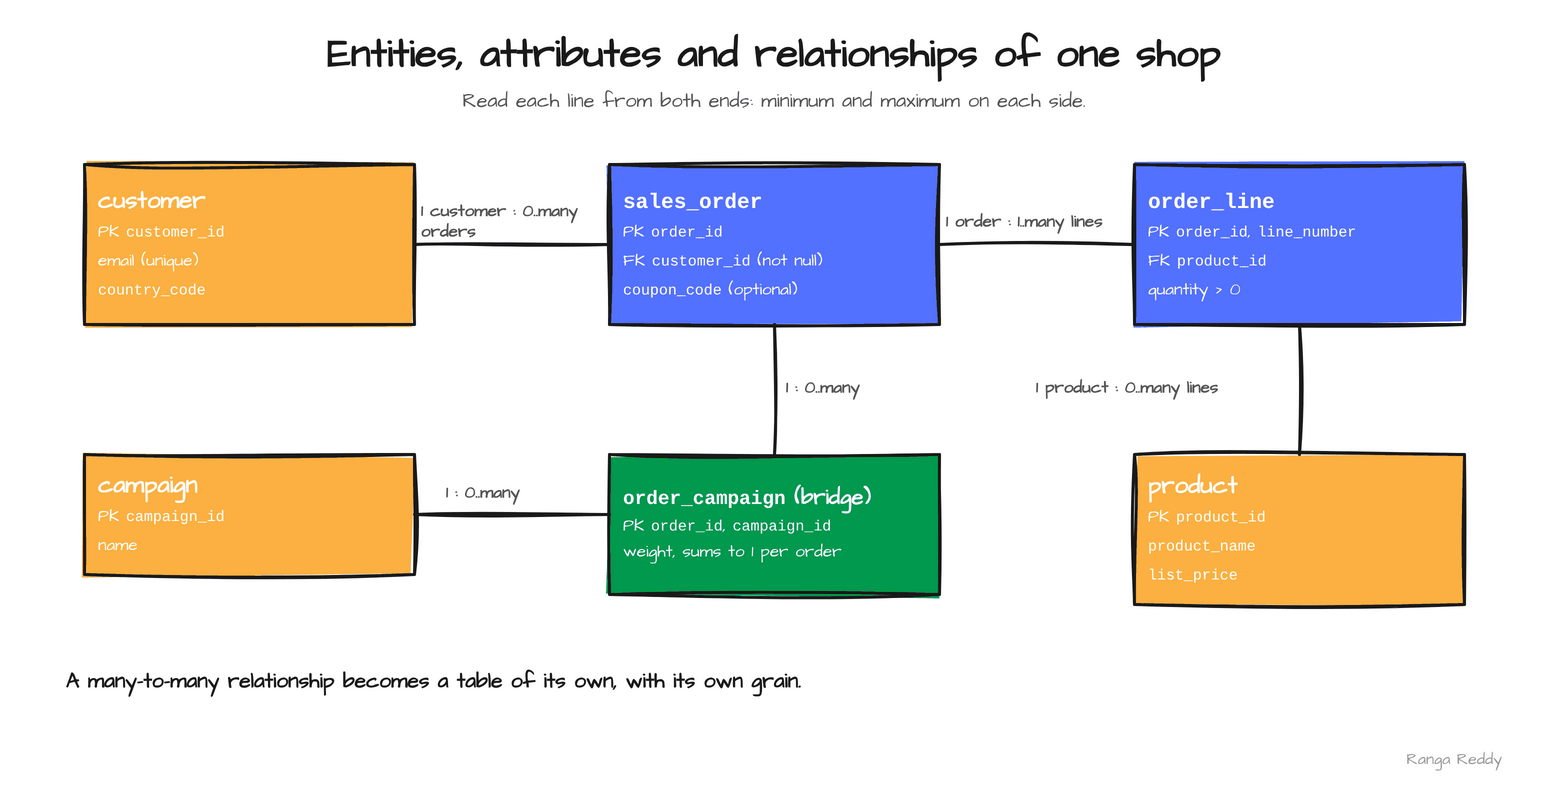 Entities, attributes and relationships of one shop
Read each line from both ends: minimum and maximum on each side.
customer
PK customer_id
email (unique)
country_code
1 customer : 0..many
orders
sales_order
PK order_id
FK customer_id (not null)
coupon_code (optional)
1 order : 1..many lines
order_line
PK order_id, line_number
FK product_id
quantity > 0
1 : 0..many
1 product : 0..many lines
campaign
PK campaign_id
name
1 : 0..many
order_campaign (bridge)
PK order_id, campaign_id
weight, sums to 1 per order
product
PK product_id
product_name
list_price
A many-to-many relationship becomes a table of its own, with its own grain.
Ranga Reddy